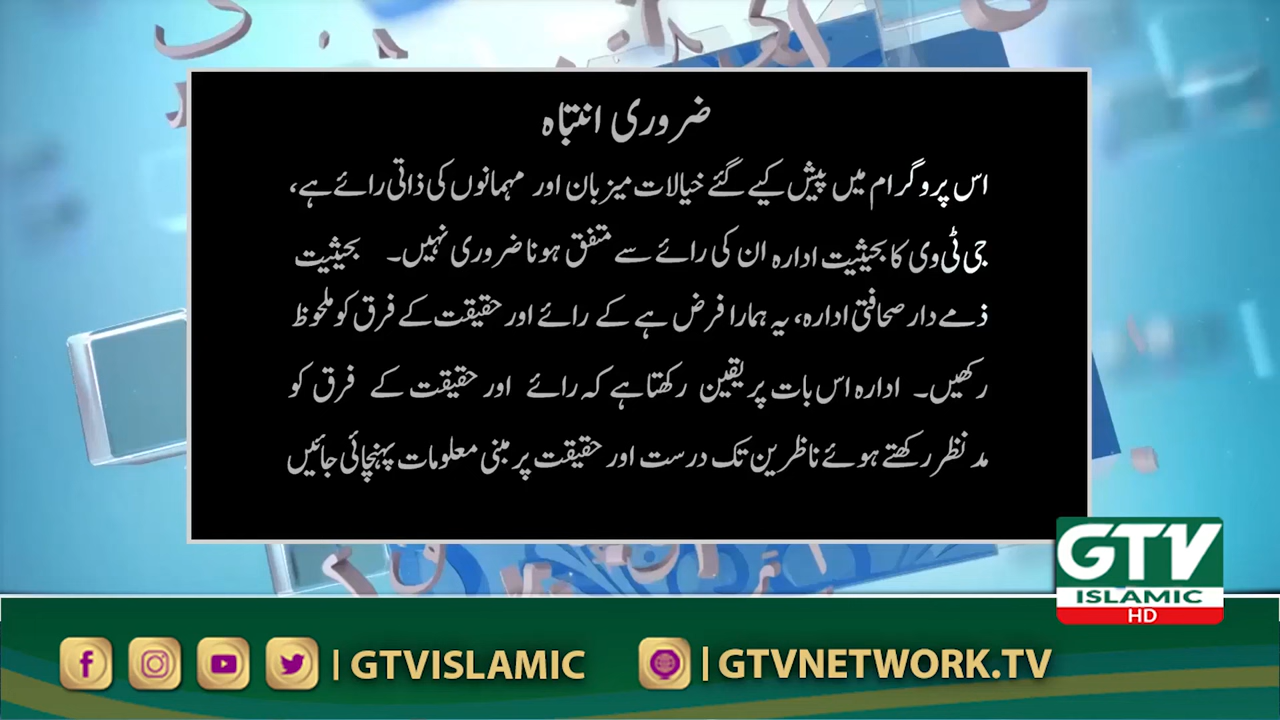 ضروری انتباہ
اس پروگرام میں پیش کیے گئے خیالات میزبان اور مہمانوں کی ذاتی رائے ہے،
جی ٹی وی کا بحیثیت ادارہ ان کی رائے سے متفق ہونا ضروری نہیں۔ بحیثیت
ذمے دار صحافتی ادارہ، یہ ہمارا فرض ہے کے رائے اور حقیقت کے فرق کو ملحوظ
رکھیں۔ ادارہ اس بات پر یقین رکھتا ہے کہ رائے اور حقیقت کے فرق کو
مد نظر رکھتے ہوئے ناظرین تک درست اور حقیقت پر مبنی معلومات پہنچائی جائیں
GTV
ISLAMIC
HD
| GTVISLAMIC
| GTVNETWORK.TV